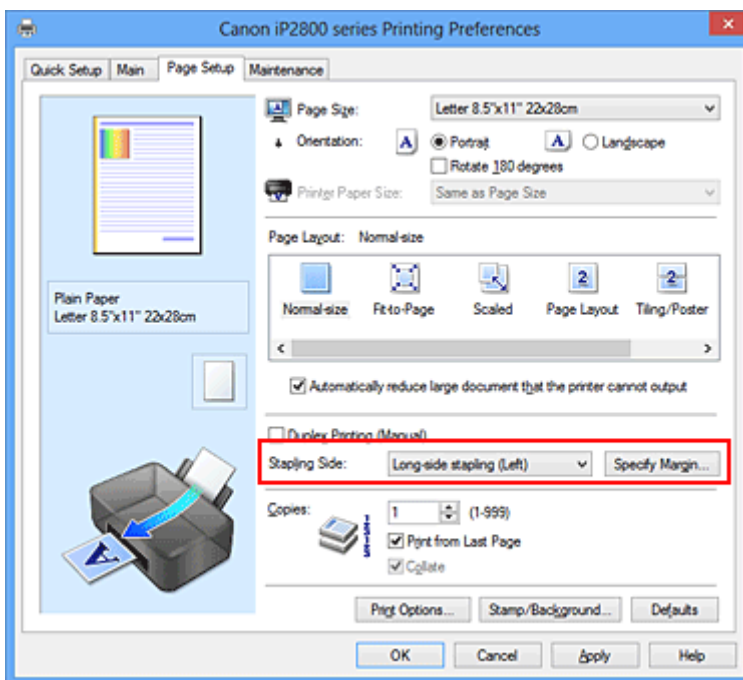 Canon iP2800 series Printing Preferences
Quick Setup Main Page Setup Maintenance
Page Size: Letter 8.5"x11" 22x28cm
Orientation: A Portrait A Landscape
Rotate 180 degrees
Printer Paper Size: Same as Page Size
Page Layout: Normal-size
2 2
Normal-size Fit-to-Page Scaled Page Layout Tiling/Poster
Plain Paper
Letter 8.5"x11" 22x28cm
Automatically reduce large document that the printer cannot output
Duplex Printing (Manual)
Stapling Side: Long-side stapling (Left) Specify Margin...
Copies: 1 (1-999)
Print from Last Page
Collate
A
Print Options... Stamp/Background... Defaults
OK Cancel Apply Help